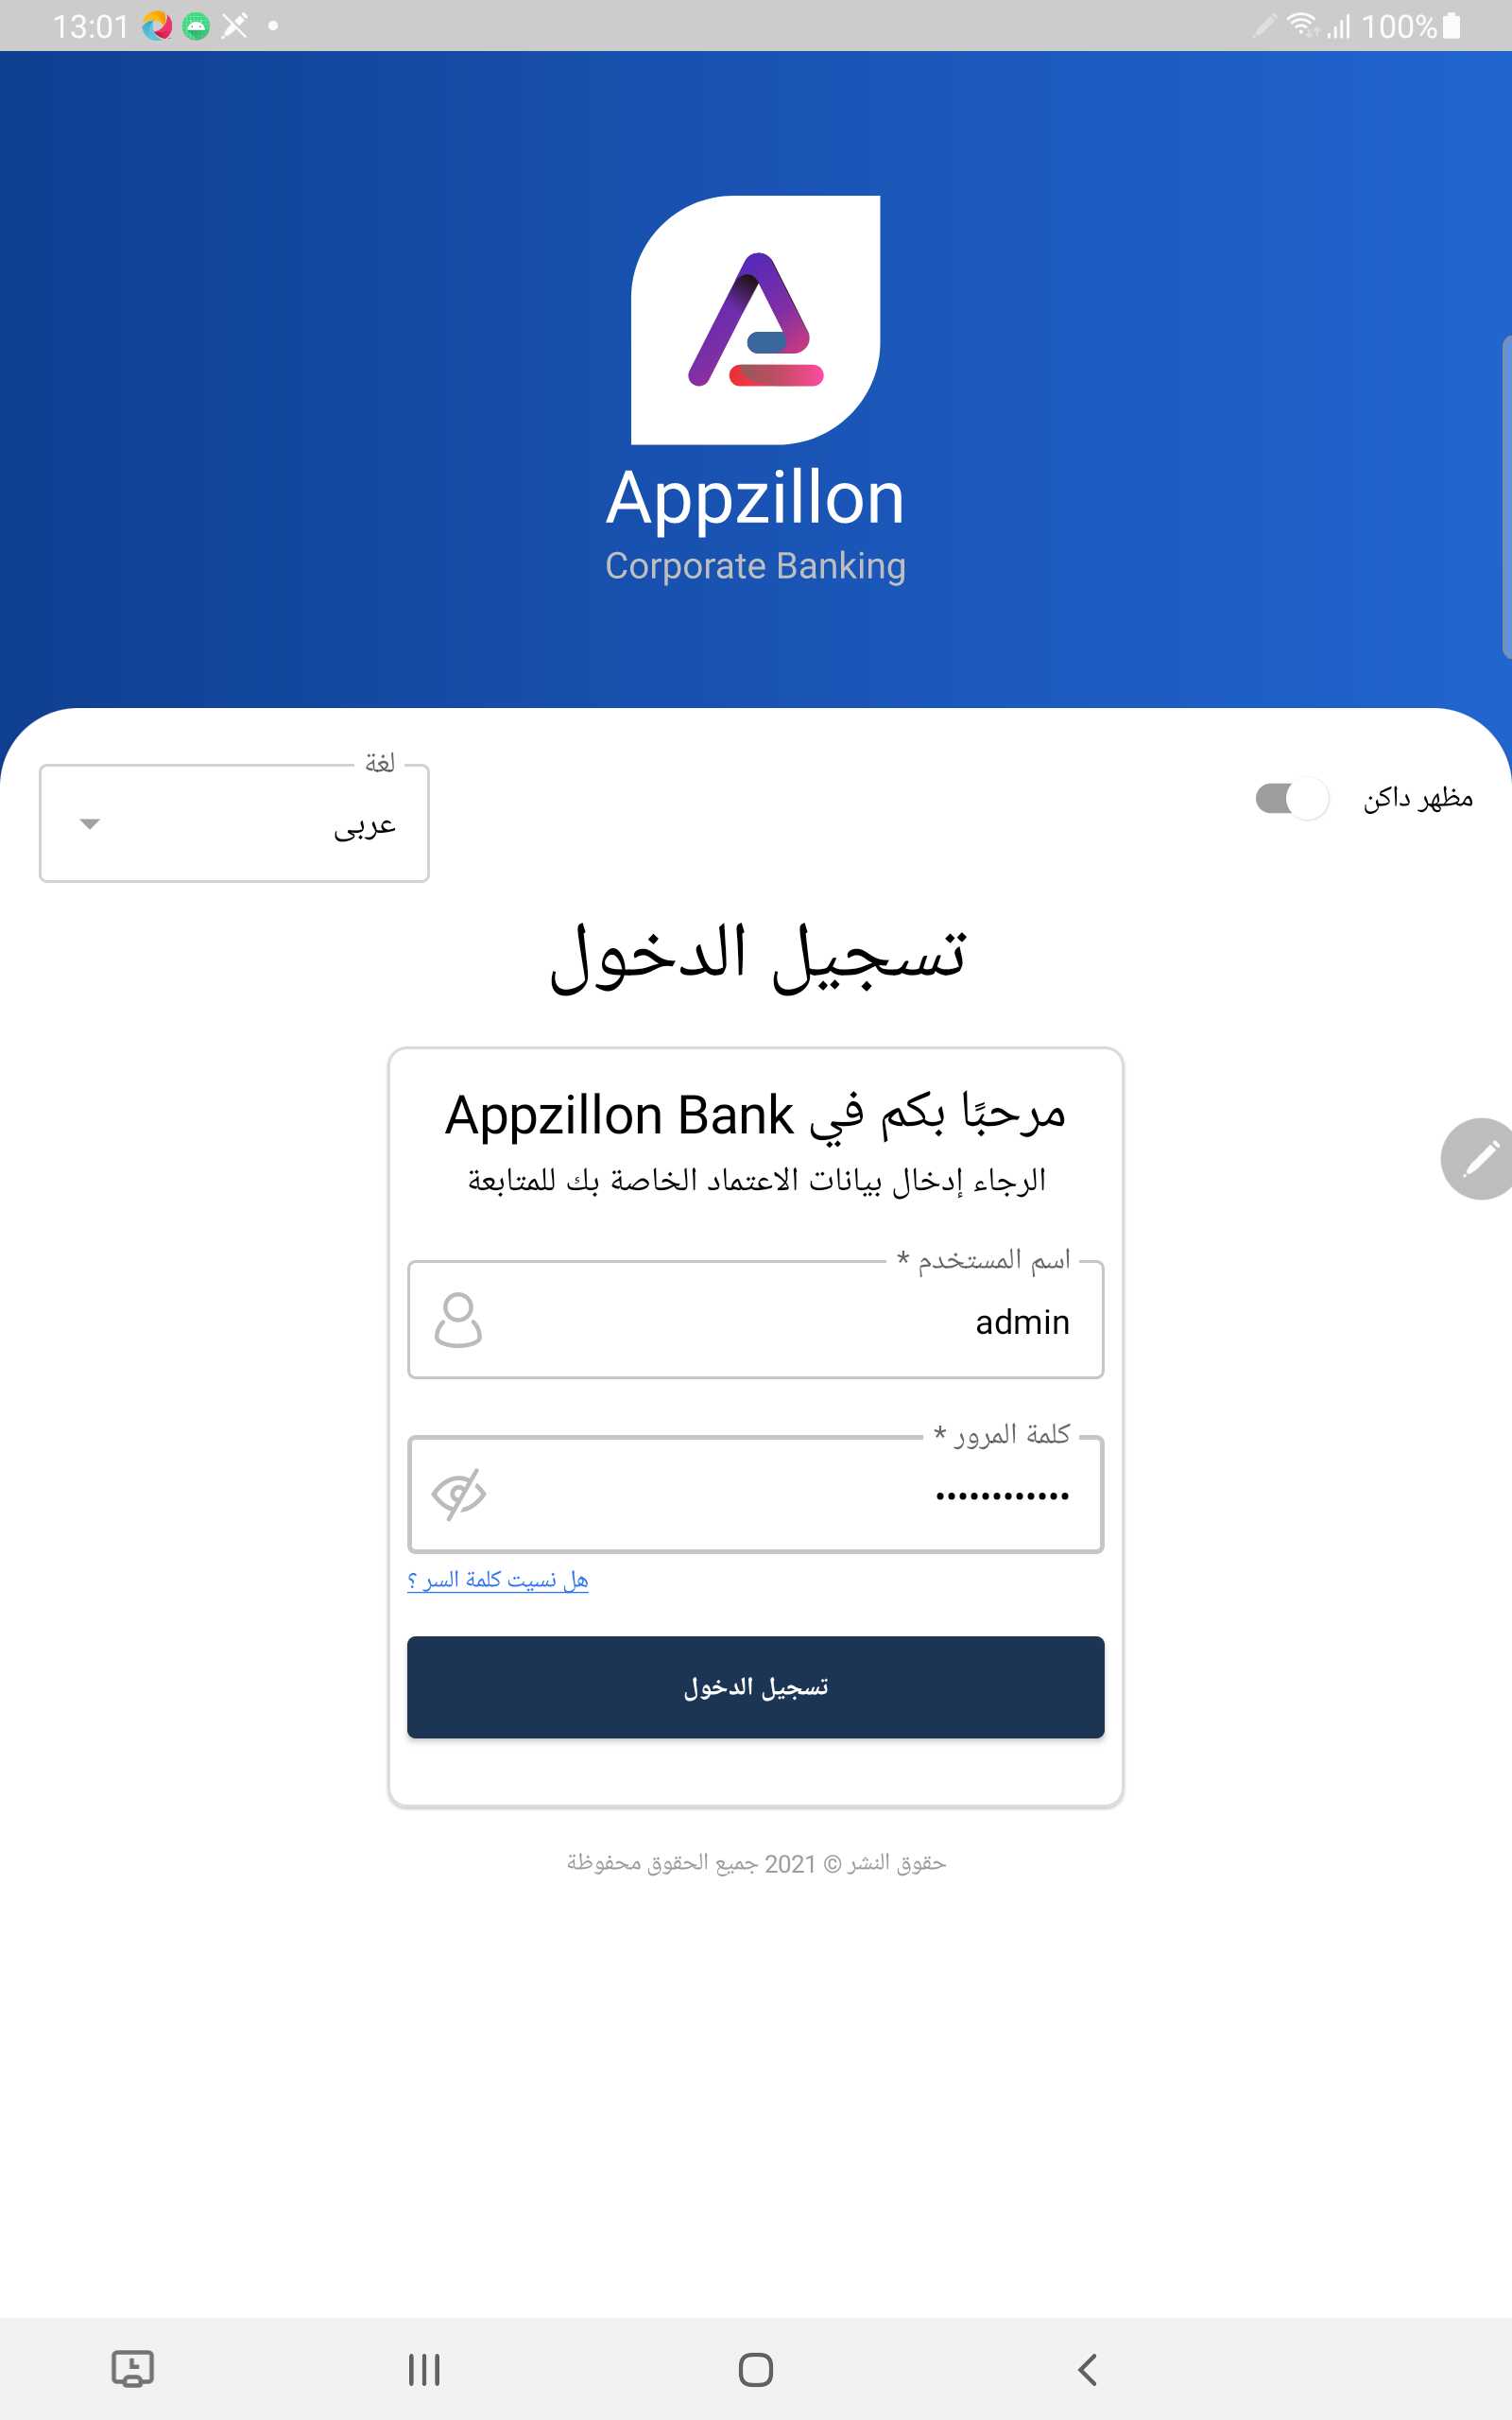 13:01
100%
Appzillon
Corporate Banking
مظهر داكن
لغة
عربى
تسجيل الدخول
مرحبًا بكم في Appzillon Bank
الرجاء إدخال بيانات الاعتماد الخاصة بك للمتابعة
اسم المستخدم *
admin
كلمة المرور *
••••••••••••
هل نسيت كلمة السر ؟
تسجيل الدخول
حقوق النشر © 2021 جميع الحقوق محفوظة